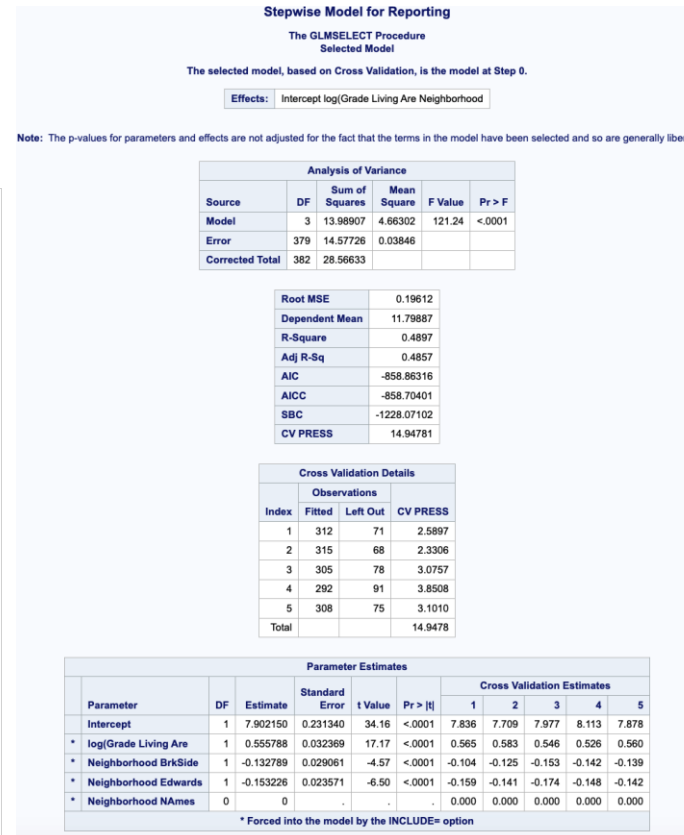 Stepwise Model for Reporting
The GLMSELECT Procedure
Selected Model
The selected model, based on Cross Validation, is the model at Step 0.
Effects: Intercept log(Grade Living Are Neighborhood
Note: The p-values for parameters and effects are not adjusted for the fact that the terms in the model have been selected and so are generally libe
Analysis of Variance
Source DF Sum of Squares Mean Square F Value Pr > F
Model 3 13.98907 4.66302 121.24 <.0001
Error 379 14.57726 0.03846
Corrected Total 382 28.56633
Root MSE 0.19612
Dependent Mean 11.79887
R-Square 0.4897
Adj R-Sq 0.4857
AIC -858.86316
AICC -858.70401
SBC -1228.07102
CV PRESS 14.94781
Cross Validation Details
Observations
Index Fitted Left Out CV PRESS
1 312 71 2.5897
2 315 68 2.3306
3 305 78 3.0757
4 292 91 3.8508
5 308 75 3.1010
Total 14.9478
Parameter Estimates
Cross Validation Estimates
Parameter DF Estimate Standard Error t Value Pr > |t| 1 2 3 4 5
Intercept 1 7.902150 0.231340 34.16 <.0001 7.836 7.709 7.977 8.113 7.878
* log(Grade Living Are 1 0.555788 0.032369 17.17 <.0001 0.565 0.583 0.546 0.526 0.560
* Neighborhood BrkSide 1 -0.132789 0.029061 -4.57 <.0001 -0.104 -0.125 -0.153 -0.142 -0.139
* Neighborhood Edwards 1 -0.153226 0.023571 -6.50 <.0001 -0.159 -0.141 -0.174 -0.148 -0.142
* Neighborhood NAmes 0 0 . . . 0.000 0.000 0.000 0.000 0.000
* Forced into the model by the INCLUDE= option